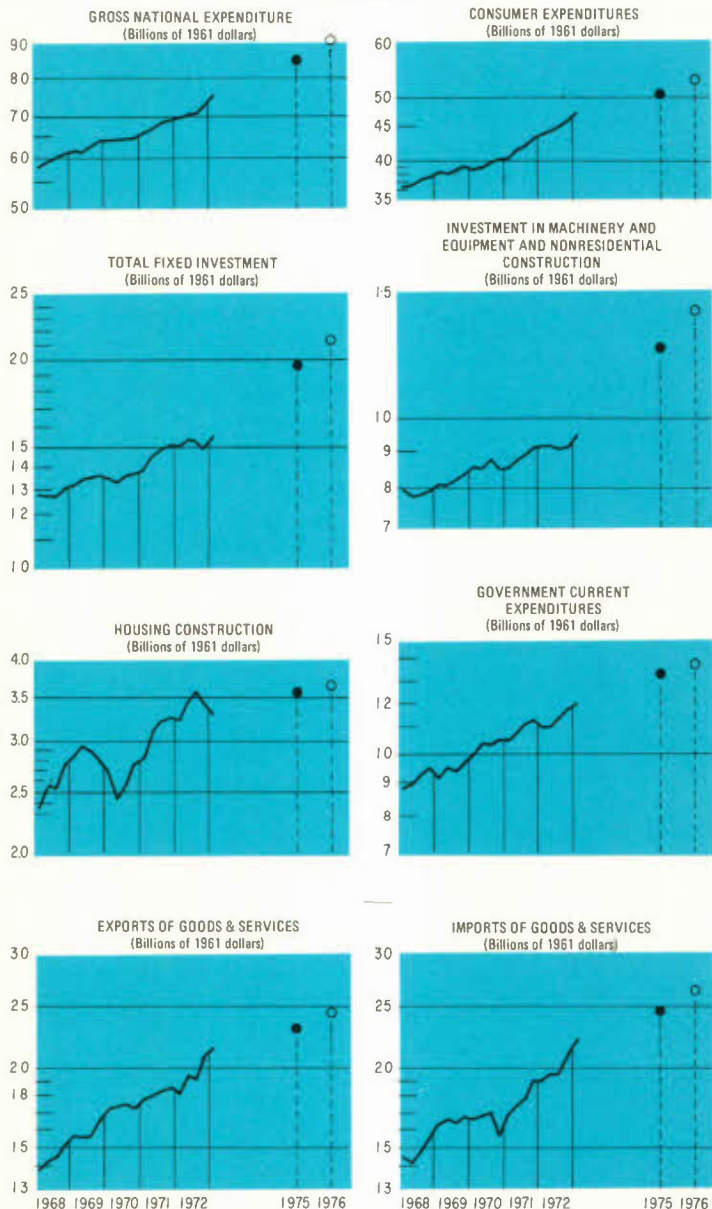 GROSS NATIONAL EXPENDITURE
(Billions of 1961 dollars)
90
80
70
60
50
CONSUMER EXPENDITURES
(Billions of 1961 dollars)
60
50
45
40
35
TOTAL FIXED INVESTMENT
(Billions of 1961 dollars)
25
20
15
14
13
12
10
INVESTMENT IN MACHINERY AND
EQUIPMENT AND NONRESIDENTIAL
CONSTRUCTION
(Billions of 1961 dollars)
1.5
10
9
8
7
HOUSING CONSTRUCTION
(Billions of 1961 dollars)
4.0
3.5
3.0
2.5
2.0
GOVERNMENT CURRENT
EXPENDITURES
(Billions of 1961 dollars)
15
12
10
9
8
7
EXPORTS OF GOODS & SERVICES
(Billions of 1961 dollars)
30
25
20
18
15
13
1968 1969 1970 1971 1972 1975 1976
IMPORTS OF GOODS & SERVICES
(Billions of 1961 dollars)
30
25
20
15
13
1968 1969 1970 1971 1972 1975 1976